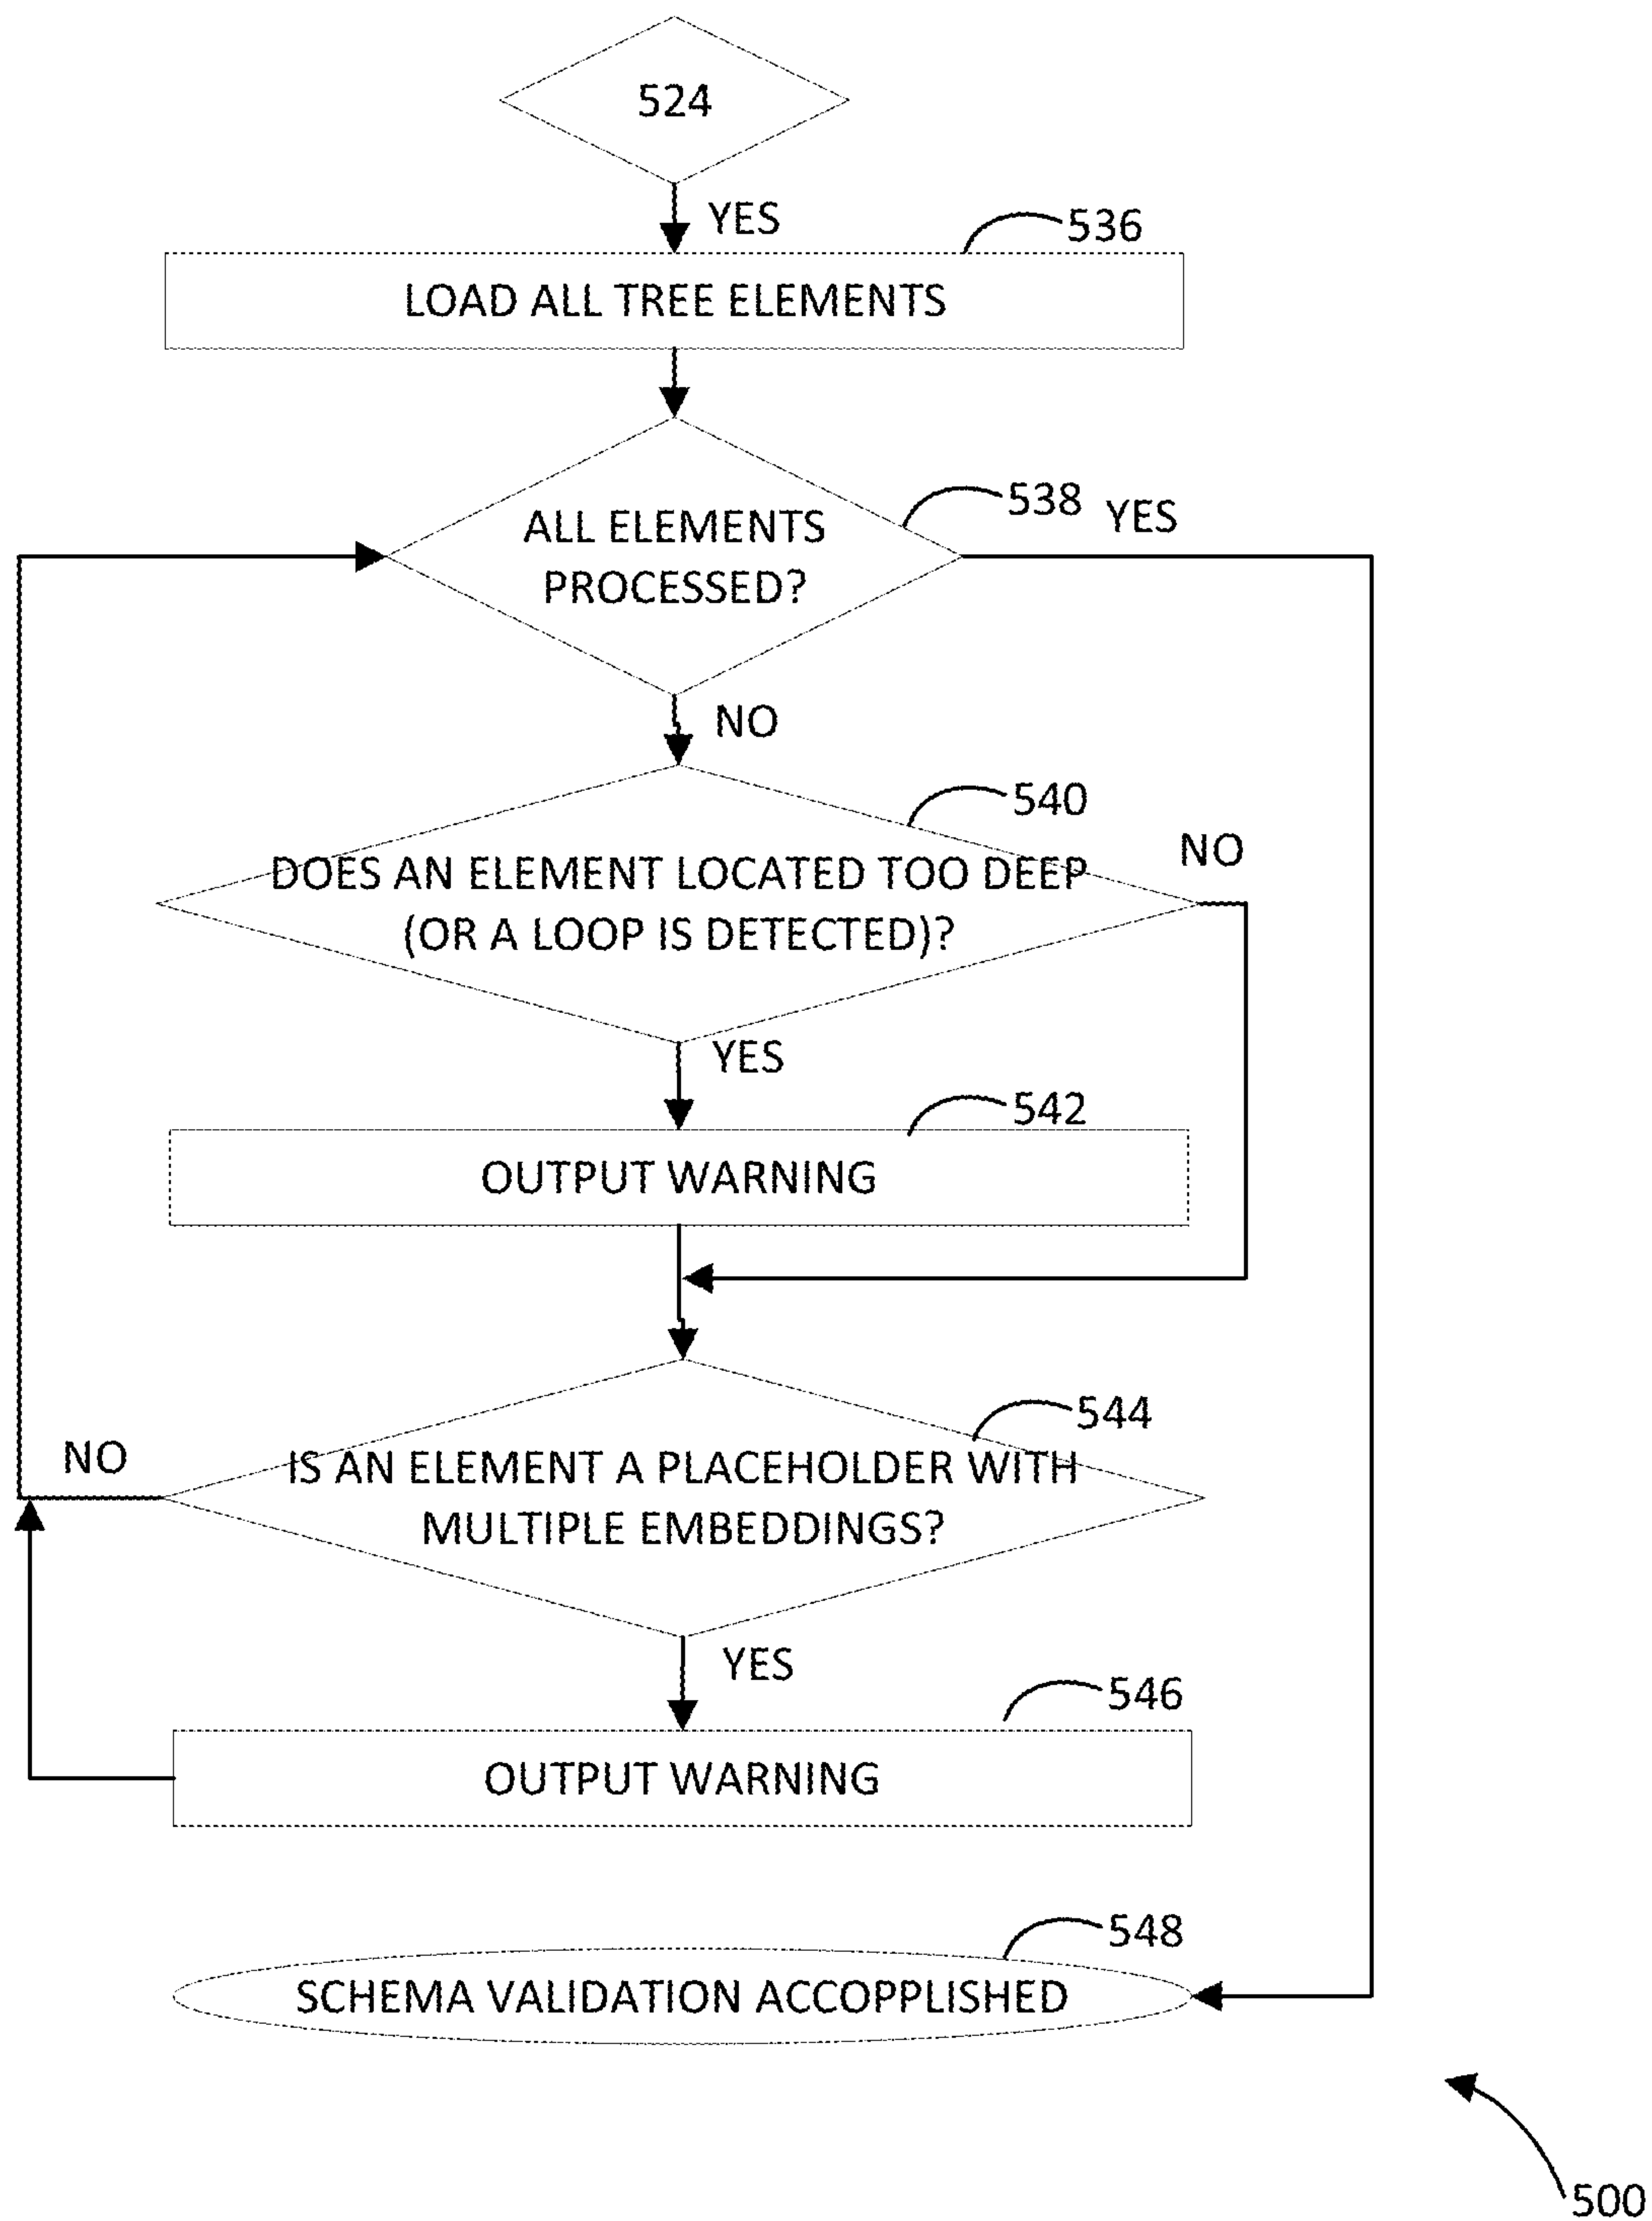 524
YES
536
LOAD ALL TREE ELEMENTS
538
YES
ALL ELEMENTS
PROCESSED?
NO
540
NO
DOES AN ELEMENT LOCATED TOO DEEP
(OR A LOOP IS DETECTED)?
YES
542
OUTPUT WARNING
544
NO
IS AN ELEMENT A PLACEHOLDER WITH
MULTIPLE EMBEDDINGS?
YES
546
OUTPUT WARNING
548
SCHEMA VALIDATION ACCOPPLISHED
500